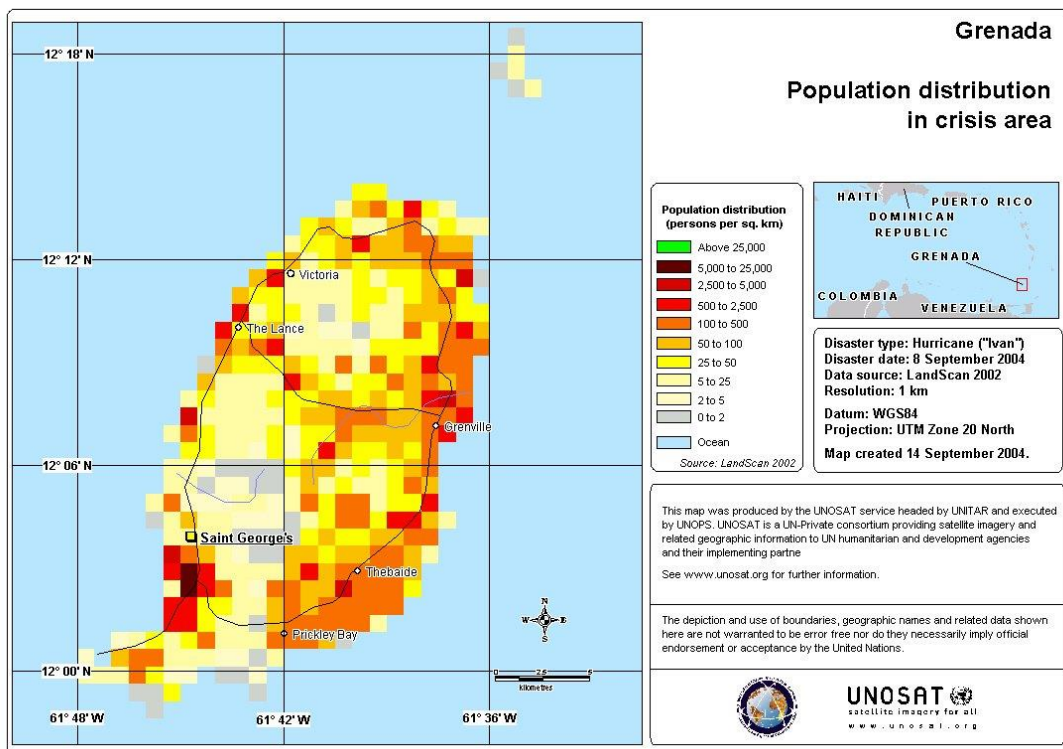 Grenada
Population distribution
in crisis area
12° 18' N
12° 12' N
12° 06' N
12° 00' N
61° 48' W
61° 42' W
61° 36' W
Victoria
The Lance
Grenville
Saint George's
Thebaide
Prickley Bay
N
W
E
S
0
2.5
5
kilometres
Population distribution
(persons per sq. km)
Above 25,000
5,000 to 25,000
2,500 to 5,000
500 to 2,500
100 to 500
50 to 100
25 to 50
5 to 25
2 to 5
0 to 2
Ocean
Source: LandScan 2002
HAITI
PUERTO RICO
DOMINICAN
REPUBLIC
GRENADA
COLOMBIA
VENEZUELA
Disaster type: Hurricane ("Ivan")
Disaster date: 8 September 2004
Data source: LandScan 2002
Resolution: 1 km
Datum: WGS84
Projection: UTM Zone 20 North
Map created 14 September 2004.
This map was produced by the UNOSAT service headed by UNITAR and executed
by UNOPS. UNOSAT is a UN-Private consortium providing satellite imagery and
related geographic information to UN humanitarian and development agencies
and their implementing partne
See www.unosat.org for further information.
The depiction and use of boundaries, geographic names and related data shown
here are not warranted to be error free nor do they necessarily imply official
endorsement or acceptance by the United Nations.
UNOSAT
satellite imagery for all
www.unosat.org